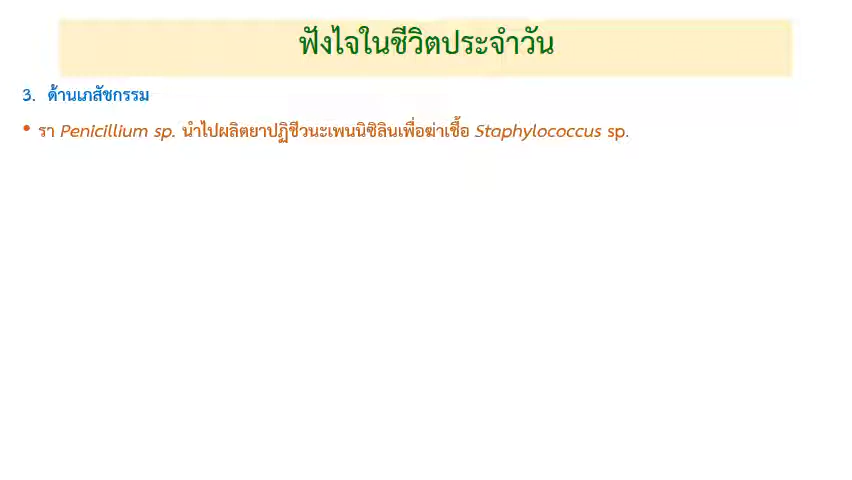 ฟังไจในชีวิตประจำวัน
3. ด้านเภสัชกรรม
• รา Penicillium sp. นำไปผลิตยาปฏิชีวนะเพนนิซิลินเพื่อฆ่าเชื้อ Staphylococcus sp.